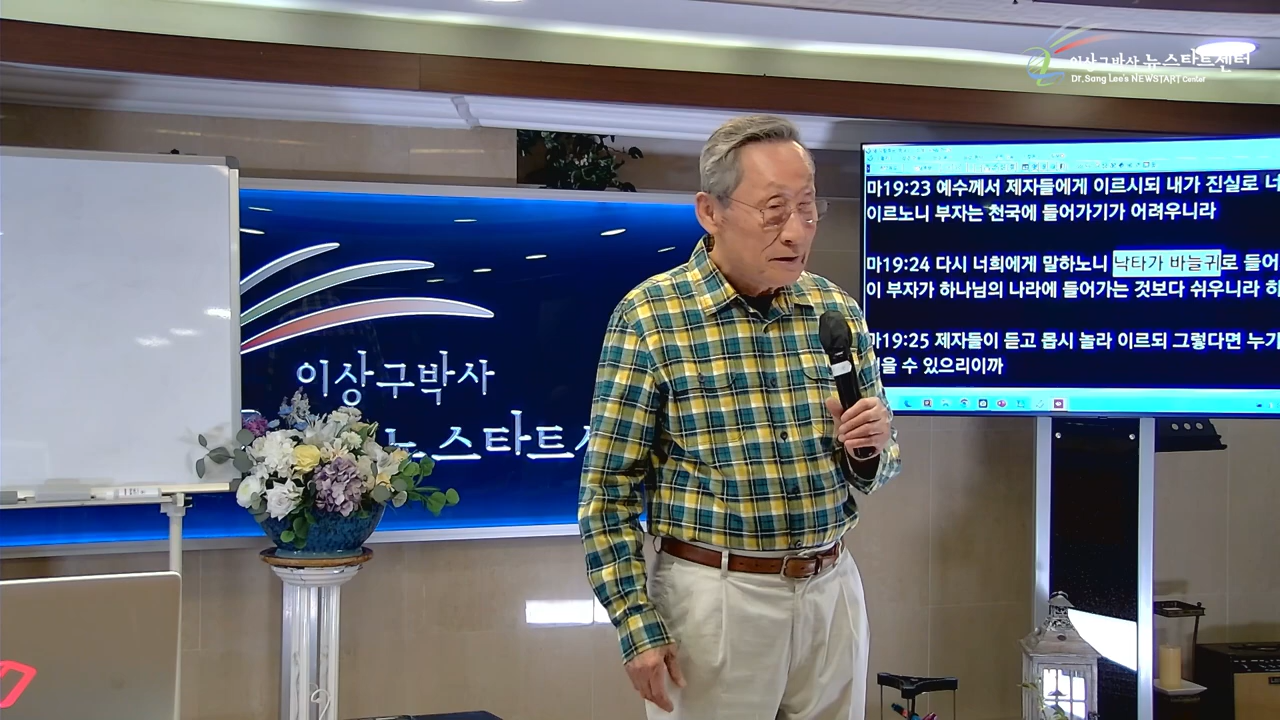 이상구박사 뉴스타트센터
Dr. Sang Lee's NEWSTART Center
마19:23 예수께서 제자들에게 이르시되 내가 진실로 너
이르노니 부자는 천국에 들어가기가 어려우니라
마19:24 다시 너희에게 말하노니 낙타가 바늘귀로 들어
이 부자가 하나님의 나라에 들어가는 것보다 쉬우니라 하
마19:25 제자들이 듣고 몹시 놀라 이르되 그렇다면 누가
을 수 있으리이까
이상구박사
뉴스타트